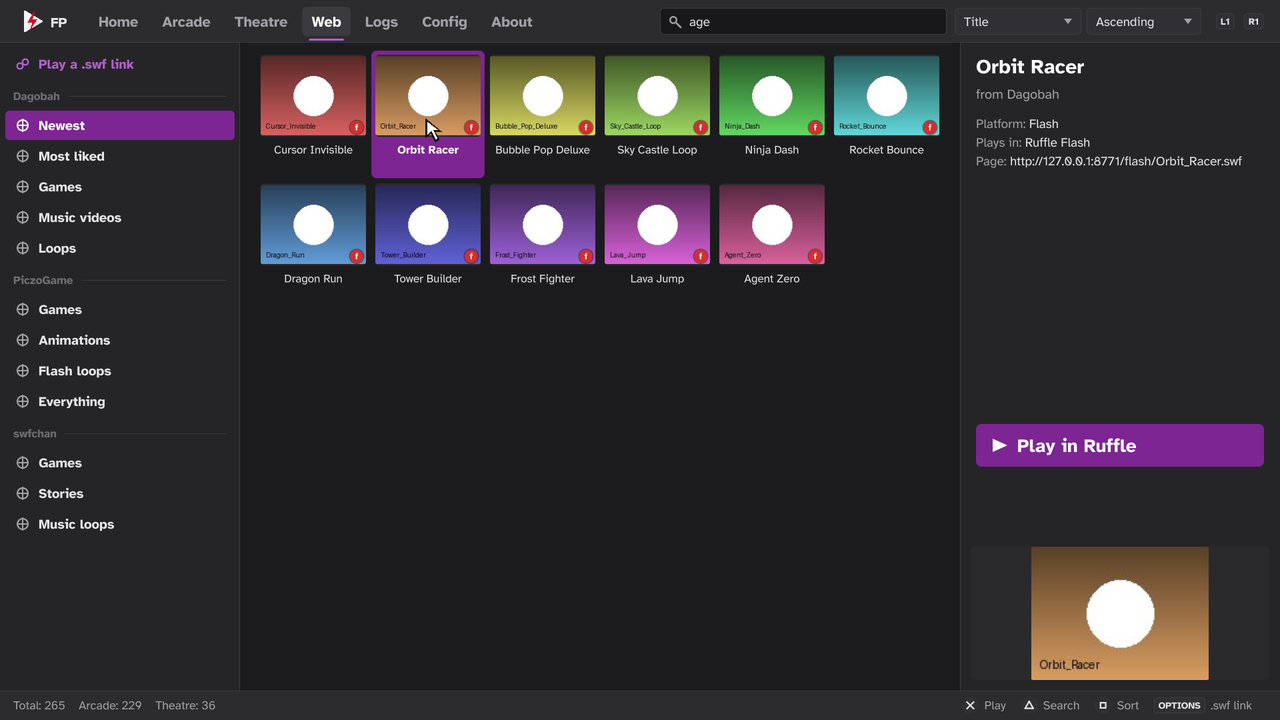 FP
Home
Arcade
Theatre
Web
Logs
Config
About
age
Title
Ascending
L1
R1
Play a .swf link
Dagobah
Newest
Most liked
Games
Music videos
Loops
PiczoGame
Games
Animations
Flash loops
Everything
swfchan
Games
Stories
Music loops
Cursor_Invisible
Orbit_Racer
Bubble_Pop_Deluxe
Sky_Castle_Loop
Ninja_Dash
Rocket_Bounce
Cursor Invisible
Orbit Racer
Bubble Pop Deluxe
Sky Castle Loop
Ninja Dash
Rocket Bounce
Dragon_Run
Tower_Builder
Frost_Fighter
Lava_Jump
Agent_Zero
Dragon Run
Tower Builder
Frost Fighter
Lava Jump
Agent Zero
Orbit Racer
from Dagobah
Platform: Flash
Plays in: Ruffle Flash
Page: http://127.0.0.1:8771/flash/Orbit_Racer.swf
Play in Ruffle
Orbit_Racer
Total: 265
Arcade: 229
Theatre: 36
Play
Search
Sort
OPTIONS
.swf link